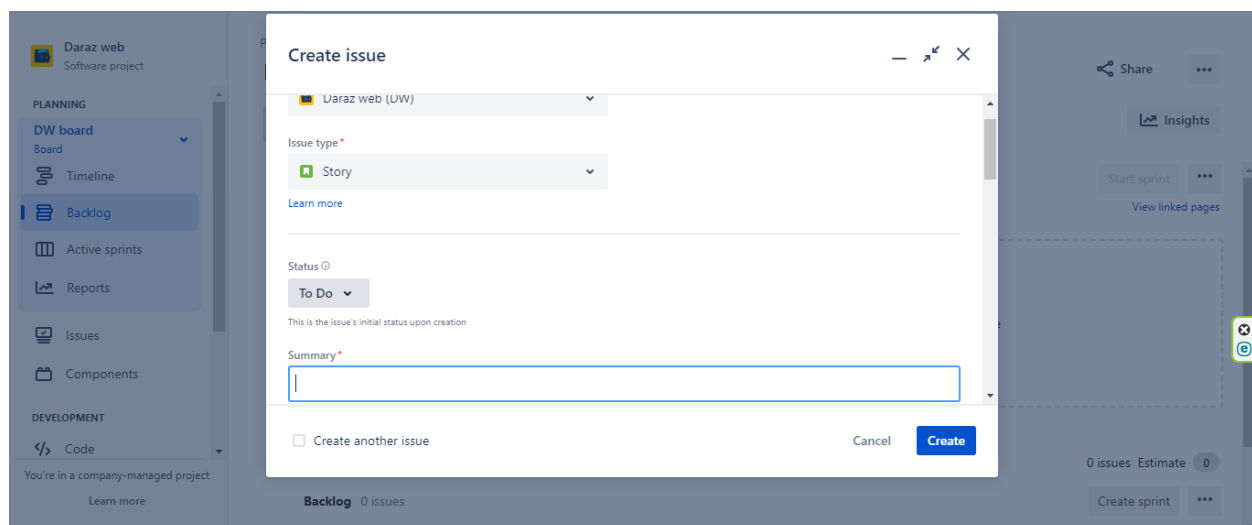 Daraz web
Software project
PLANNING
DW board
Board
Timeline
Backlog
Active sprints
Reports
Issues
Components
DEVELOPMENT
Code
You're in a company-managed project
Learn more
Create issue
Daraz web (DW)
Issue type*
Story
Learn more
Status
To Do
This is the issue's initial status upon creation
Summary*
Create another issue
Cancel
Create
Share
Insights
Start sprint
View linked pages
0 issues Estimate 0
Backlog 0 issues
Create sprint